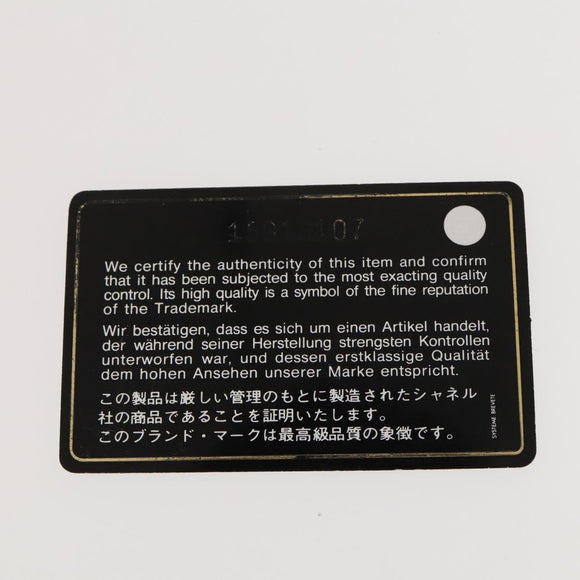 We certify the authenticity of this item and confirm
that it has been subjected to the most exacting quality
control. Its high quality is a symbol of the fine reputation
of the Trademark.
Wir bestätigen, dass es sich um einen Artikel handelt,
der während seiner Herstellung strengsten Kontrollen
unterworfen war, und dessen erstklassige Qualität
dem hohen Ansehen unserer Marke entspricht.
この製品は厳しい管理のもとに製造されたシャネル
社の商品であることを証明いたします。
このブランド・マークは最高級品質の象徴です。
SYSTEME BREVETE